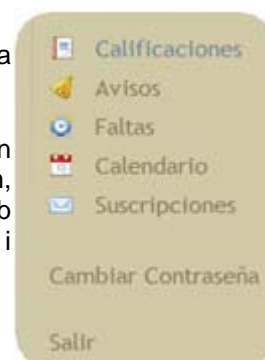 a
Calificaciones
Avisos
Faltas
n
Calendario
n,
Suscripciones
b
i
Cambiar Contraseña
Salir